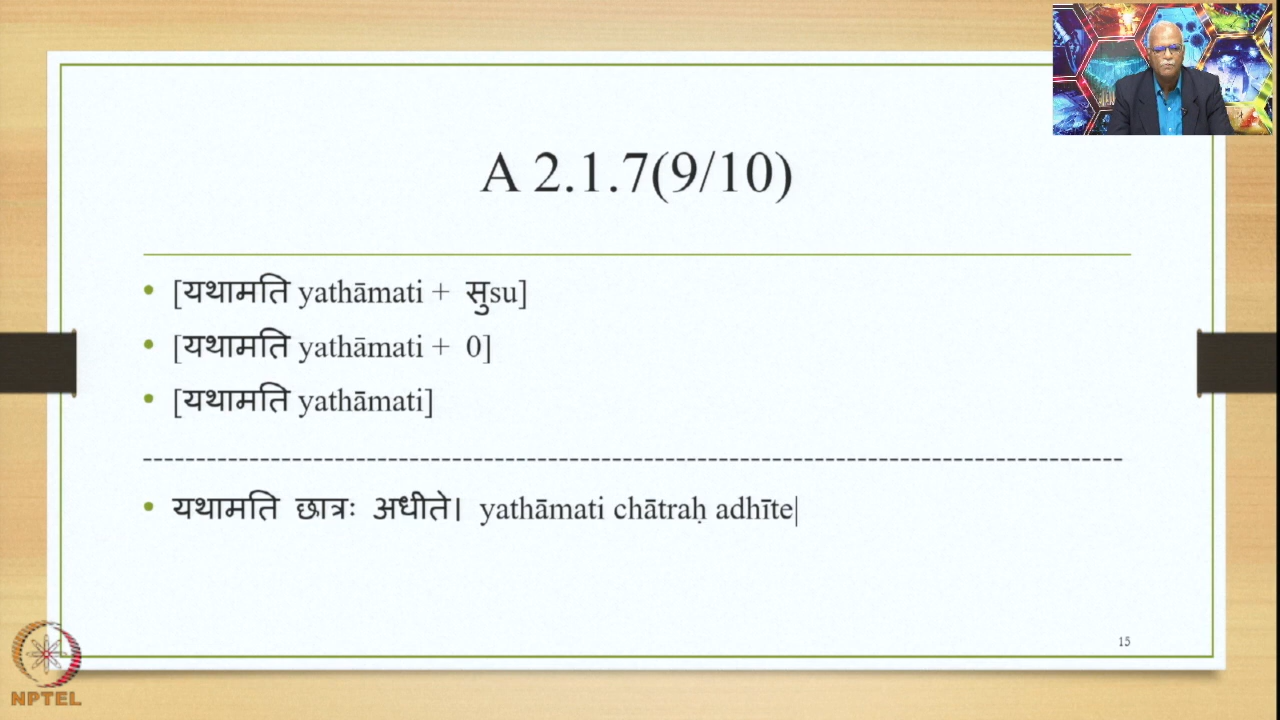 A 2.1.7(9/10)
[यथामति yathāmati + सुsu]
[यथामति yathāmati + 0]
[यथामति yathāmati]
-----------------------------------------------------------------------------------------
यथामति छात्रः अधीते। yathāmati chātraḥ adhīte|
15
NPTEL